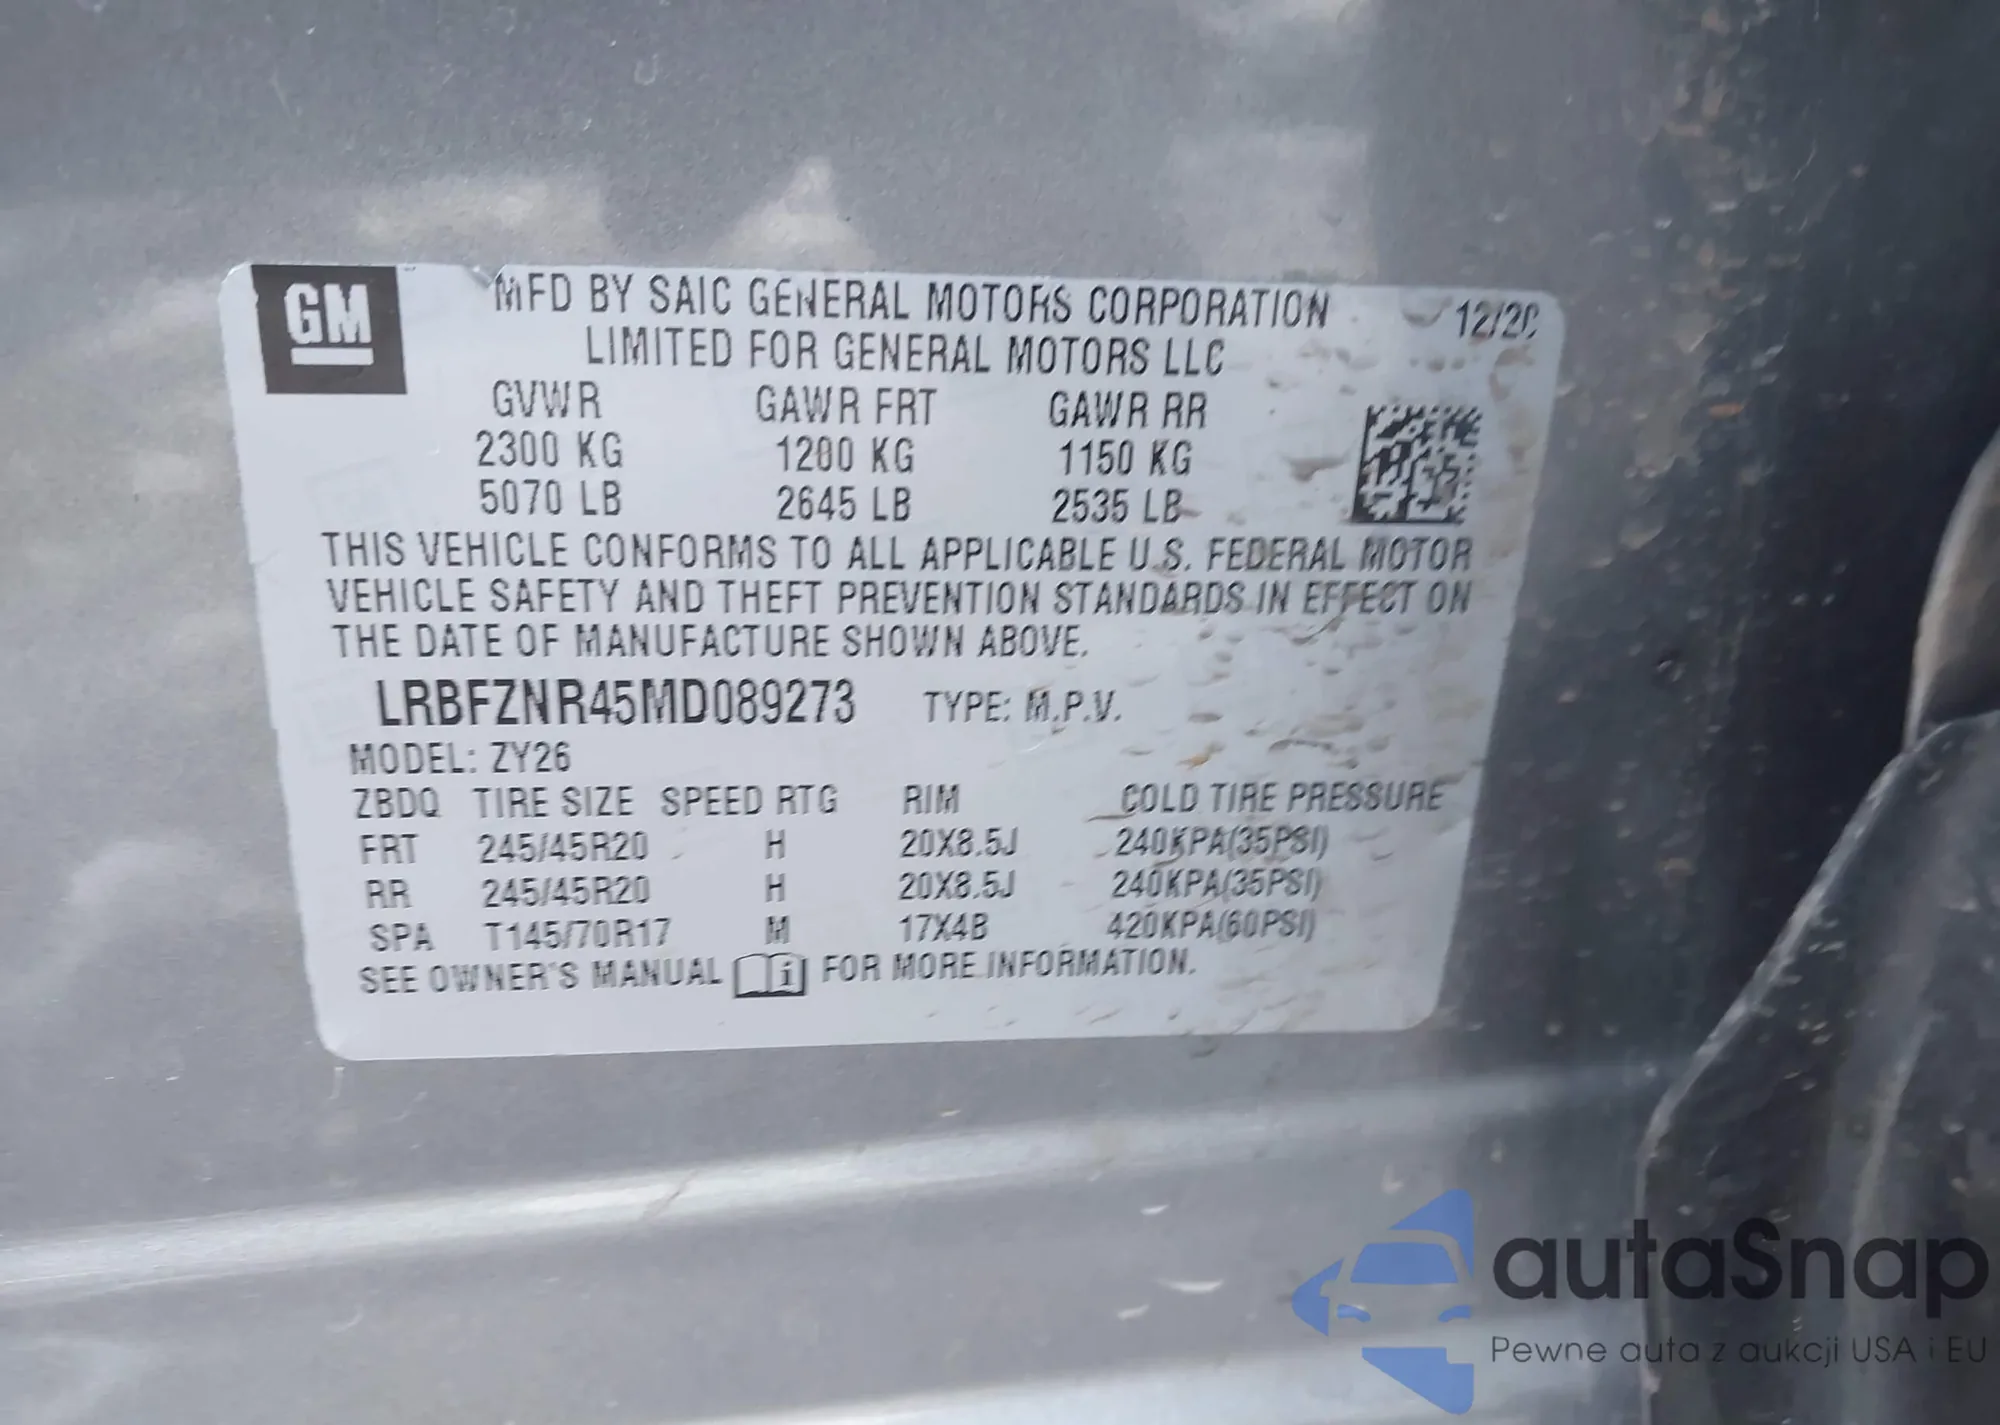 GM
MFD BY SAIC GENERAL MOTORS CORPORATION 12/20
LIMITED FOR GENERAL MOTORS LLC
GVWR GAWR FRT GAWR RR
2300 KG 1200 KG 1150 KG
5070 LB 2645 LB 2535 LB
THIS VEHICLE CONFORMS TO ALL APPLICABLE U.S. FEDERAL MOTOR
VEHICLE SAFETY AND THEFT PREVENTION STANDARDS IN EFFECT ON
THE DATE OF MANUFACTURE SHOWN ABOVE.
LRBFZNR45MD089273 TYPE: M.P.V.
MODEL: ZY26
ZBDQ TIRE SIZE SPEED RTG RIM COLD TIRE PRESSURE
FRT 245/45R20 H 20X8.5J 240KPA(35PSI)
RR 245/45R20 H 20X8.5J 240KPA(35PSI)
SPA T145/70R17 M 17X4B 420KPA(60PSI)
SEE OWNER'S MANUAL i FOR MORE INFORMATION.
autaSnap
Pewne auta z aukcji USA i EU